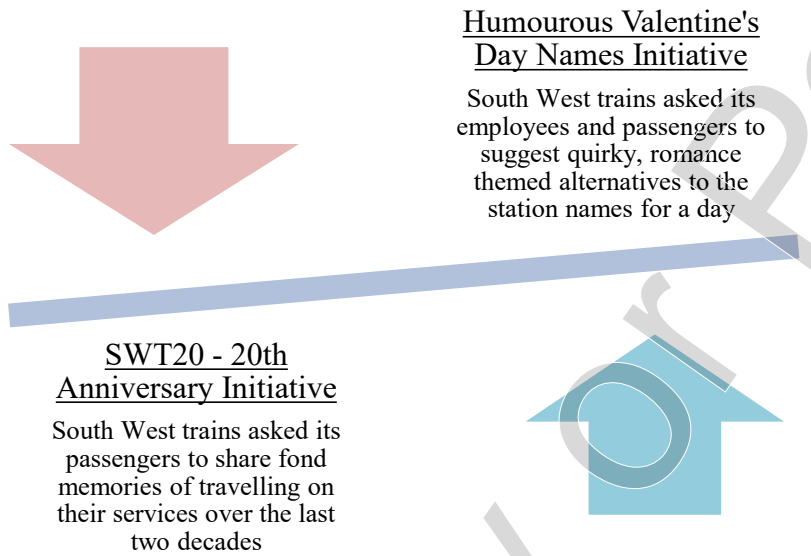 Humourous Valentine's
Day Names Initiative
South West trains asked its
employees and passengers to
suggest quirky, romance
themed alternatives to the
station names for a day
SWT20 - 20th
Anniversary Initiative
South West trains asked its
passengers to share fond
memories of travelling on
their services over the last
two decades